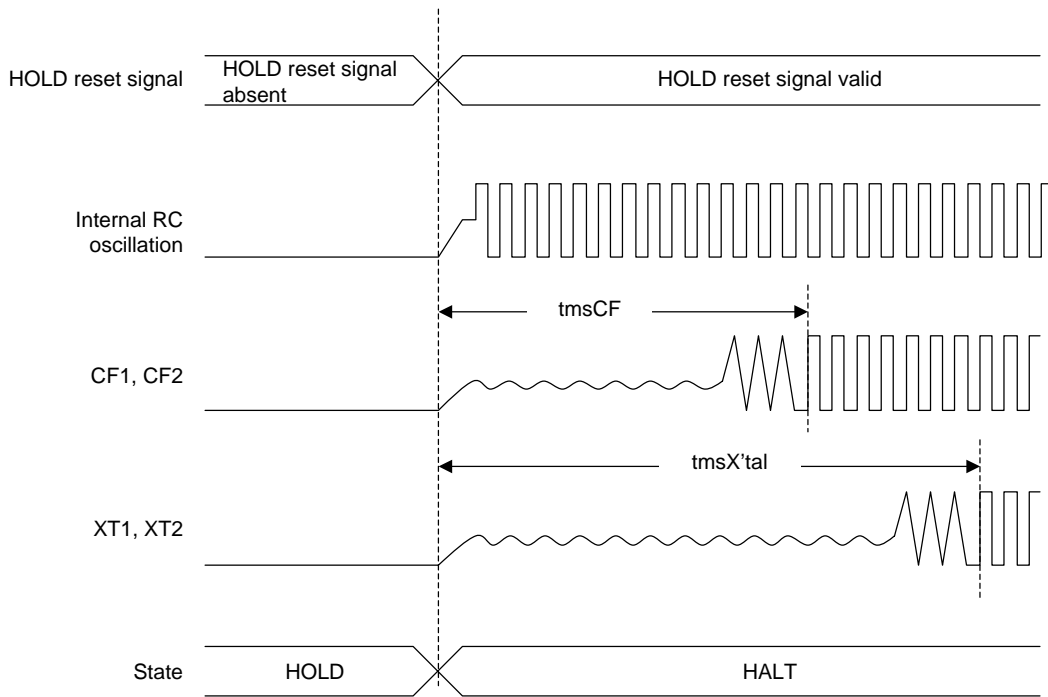 HOLD reset signal
HOLD reset signal
absent
HOLD reset signal valid
Internal RC
oscillation
tmsCF
CF1, CF2
tmsX’tal
XT1, XT2
State
HOLD
HALT